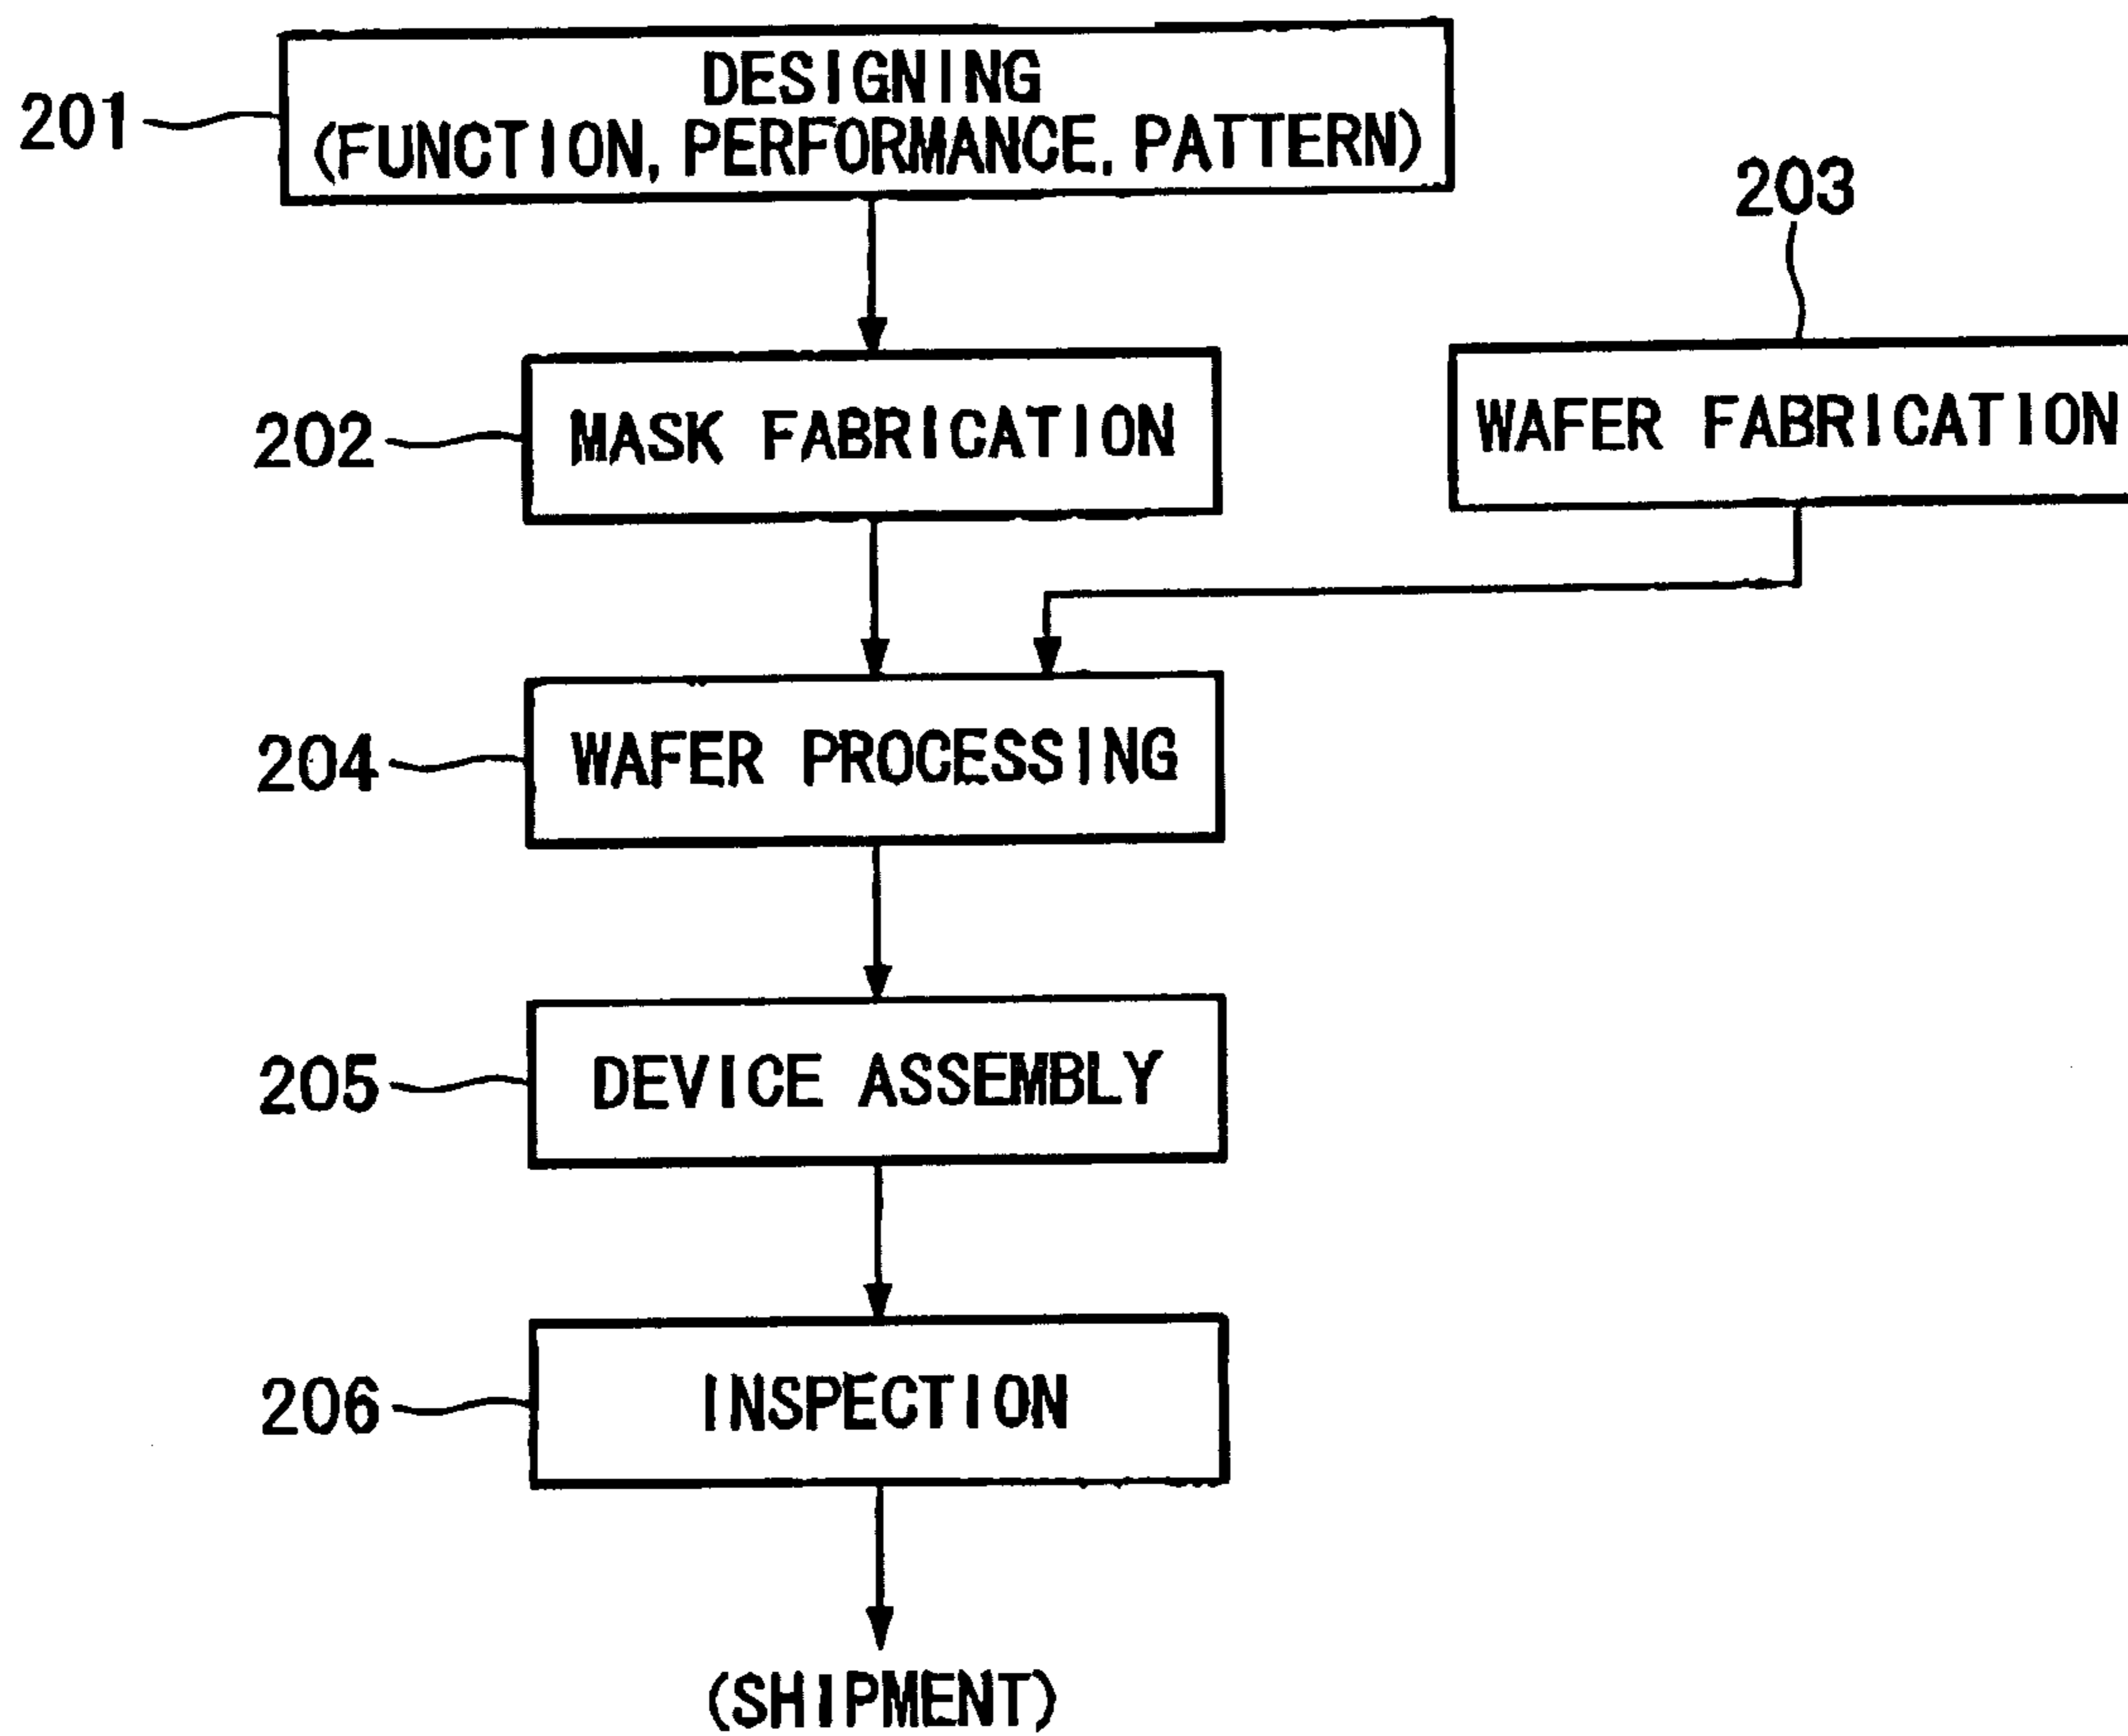 201
DESIGNING
(FUNCTION, PERFORMANCE, PATTERN)
203
202
MASK FABRICATION
WAFER FABRICATION
204
WAFER PROCESSING
205
DEVICE ASSEMBLY
206
INSPECTION
(SHIPMENT)